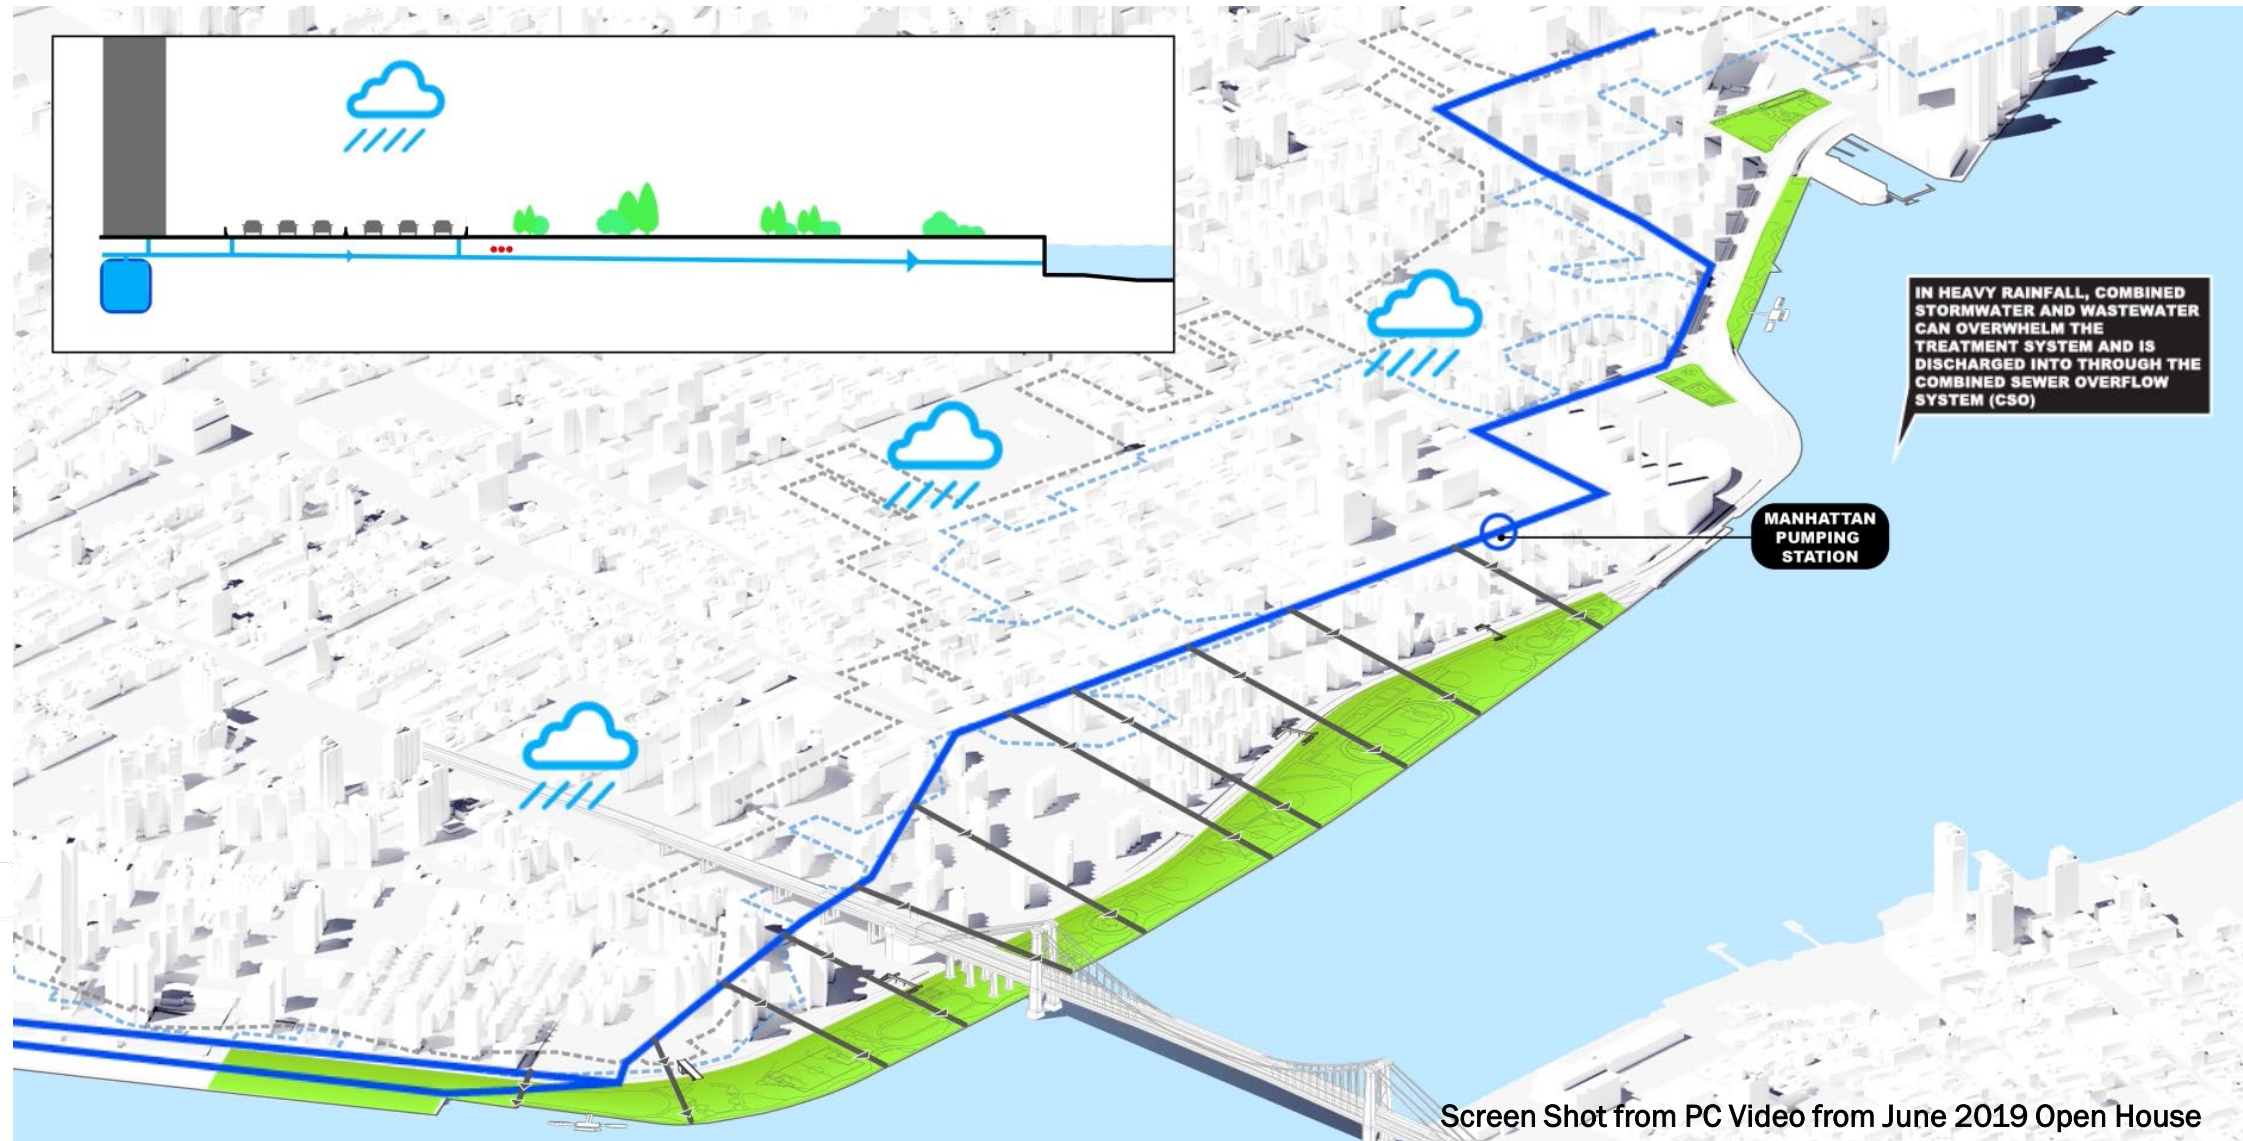 IN HEAVY RAINFALL, COMBINED
STORMWATER AND WASTEWATER
CAN OVERWHELM THE
TREATMENT SYSTEM AND IS
DISCHARGED INTO THROUGH THE
COMBINED SEWER OVERFLOW
SYSTEM (CSO)
MANHATTAN
PUMPING
STATION
Screen Shot from PC Video from June 2019 Open House